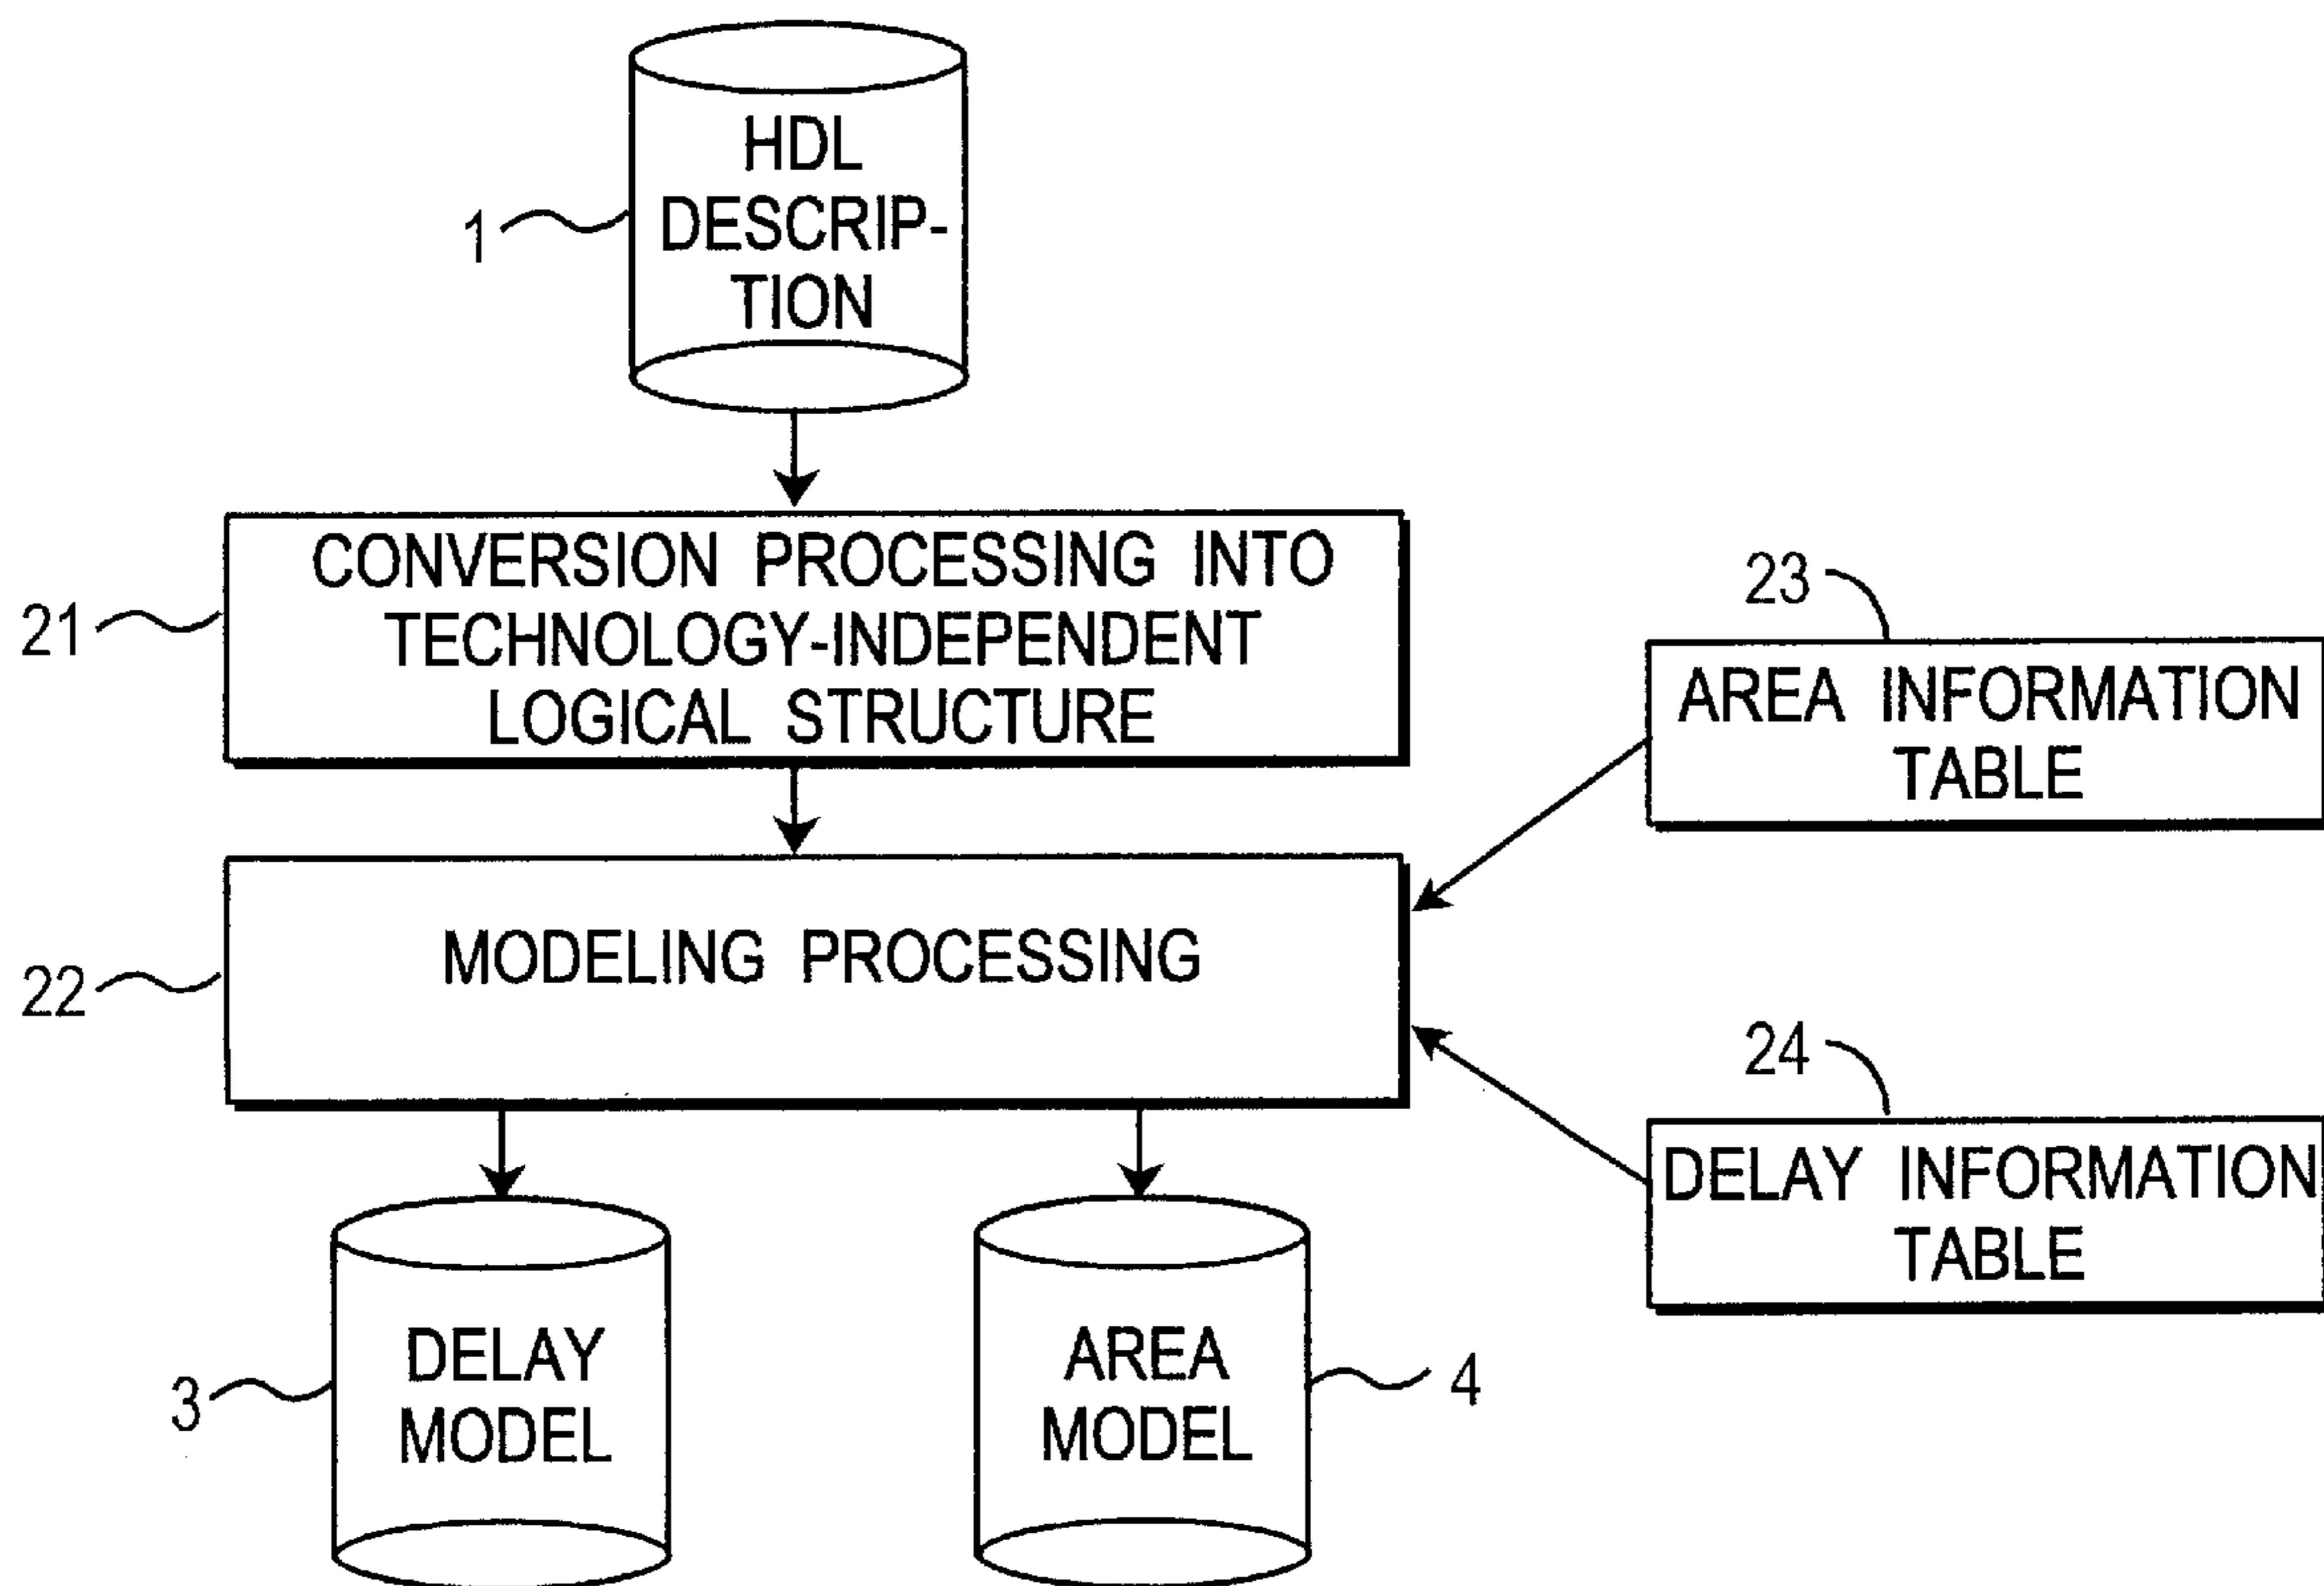 HDL
DESCRIP-
TION
1
CONVERSION PROCESSING INTO
TECHNOLOGY-INDEPENDENT
LOGICAL STRUCTURE
21
23
AREA INFORMATION
TABLE
MODELING PROCESSING
22
24
DELAY INFORMATION
TABLE
DELAY
MODEL
3
AREA
MODEL
4